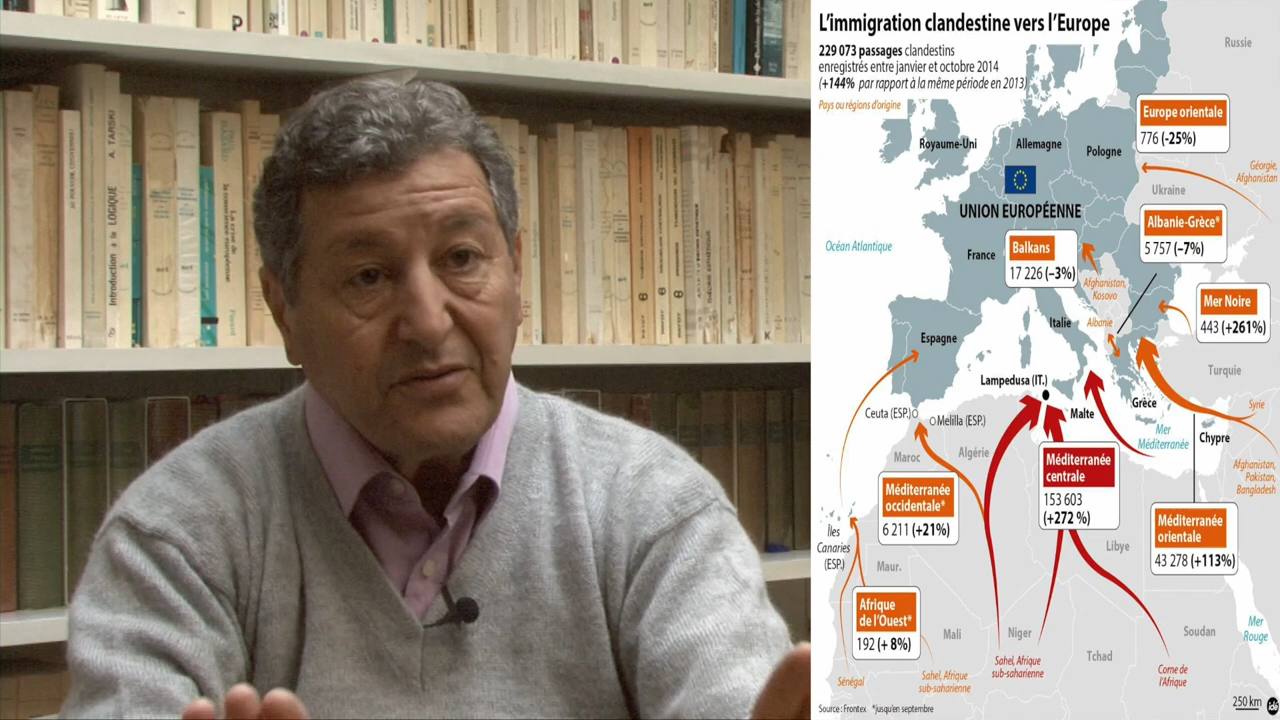 Introduction à la LOGIQUE
A. TARSKI
L'immigration clandestine vers l'Europe
229 073 passages clandestins
enregistrés entre janvier et octobre 2014
(+144% par rapport à la même période en 2013)
Pays ou régions d'origine
Russie
Europe orientale
776 (-25%)
Royaume-Uni
Allemagne
Pologne
Géorgie,
Afghanistan
Ukraine
UNION EUROPÉENNE
Albanie-Grèce*
5 757 (–7%)
Océan Atlantique
France
Balkans
17 226 (–3%)
Afghanistan,
Kosovo
Mer Noire
443 (+261%)
Italie
Albanie
Espagne
Turquie
Lampedusa (IT.)
Grèce
Syrie
Ceuta (ESP.)
Melilla (ESP.)
Malte
Mer
Méditerranée
Chypre
Maroc
Algérie
Méditerranée
centrale
153 603
(+272 %)
Afghanistan,
Pakistan,
Bangladesh
Méditerranée
occidentale*
6 211 (+21%)
Méditerranée
orientale
43 278 (+113%)
Îles
Canaries
(ESP.)
Libye
Maur.
Afrique
de l'Ouest*
192 (+ 8%)
Mali
Niger
Tchad
Soudan
Mer
Rouge
Sénégal
Sahel, Afrique
sub-saharienne
Sahel, Afrique
sub-saharienne
Corne de
l'Afrique
250 km
Source : Frontex *jusqu'en septembre